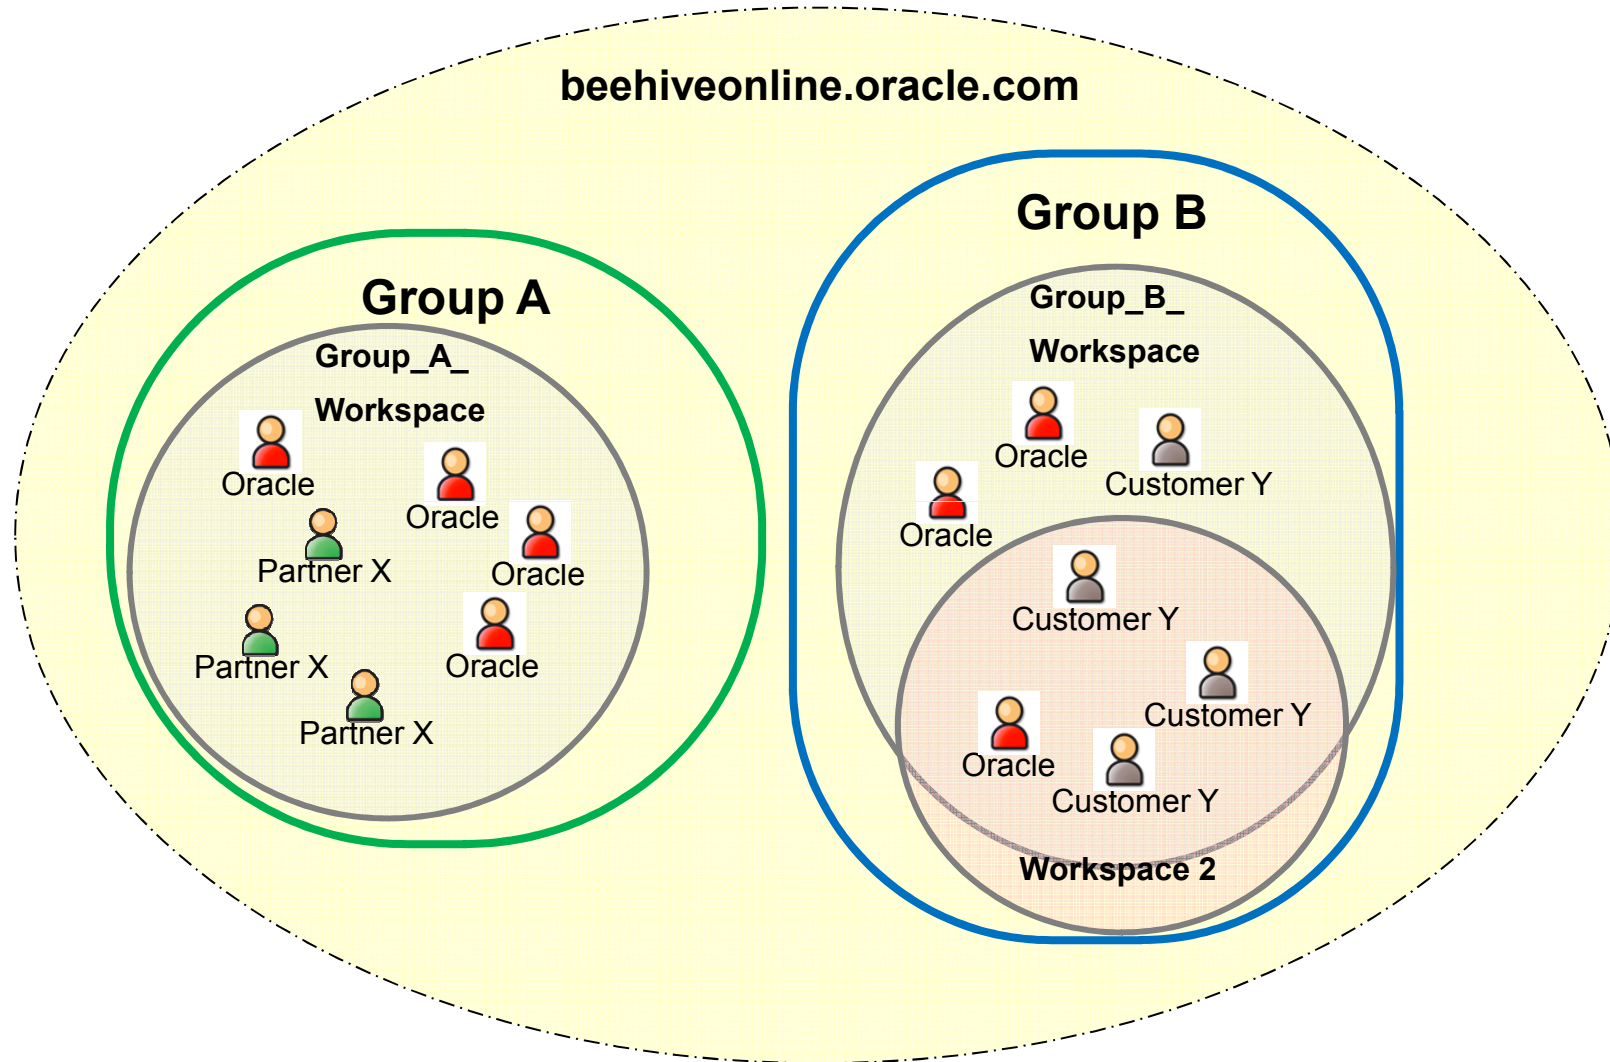 beehiveonline.oracle.com
Group A
Group_A_
Workspace
Oracle
Oracle
Partner X
Oracle
Partner X
Oracle
Partner X
Group B
Group_B_
Workspace
Oracle
Customer Y
Oracle
Customer Y
Customer Y
Oracle
Customer Y
Workspace 2